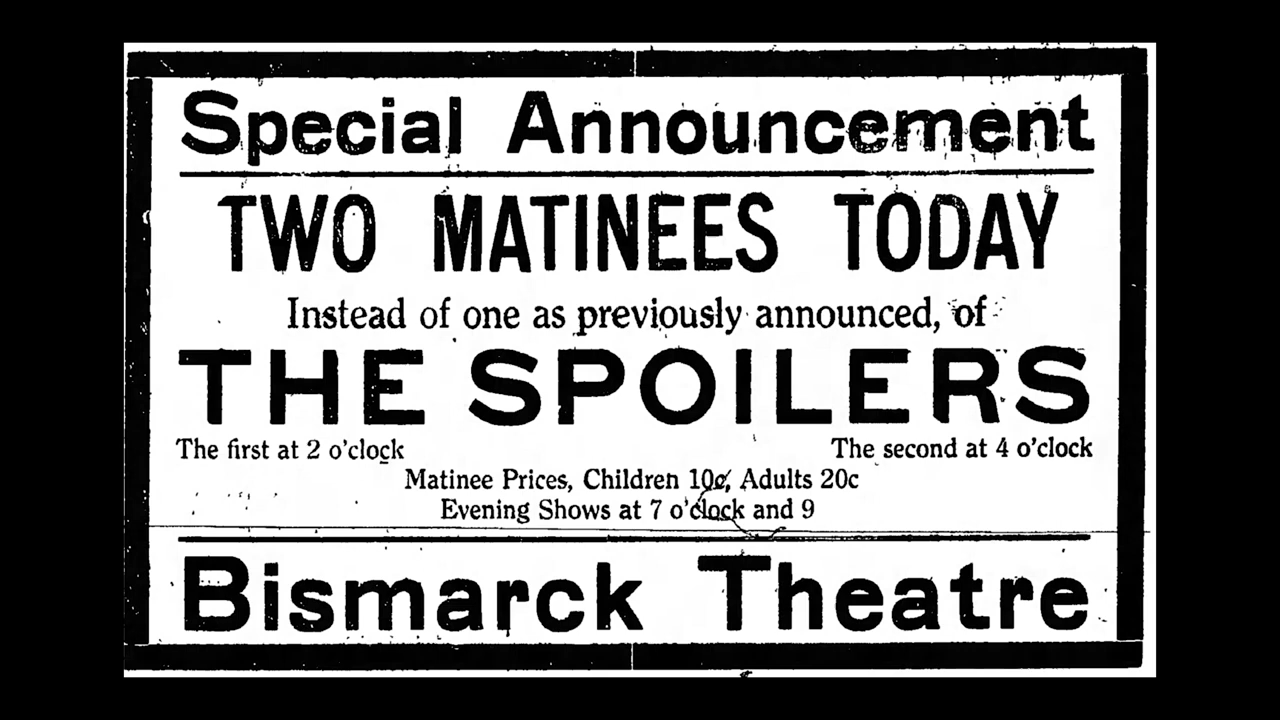 Special Announcement
TWO MATINEES TODAY
Instead of one as previously announced, of
THE SPOILERS
The first at 2 o'clock The second at 4 o'clock
Matinee Prices, Children 10c, Adults 20c
Evening Shows at 7 o'clock and 9
Bismarck Theatre